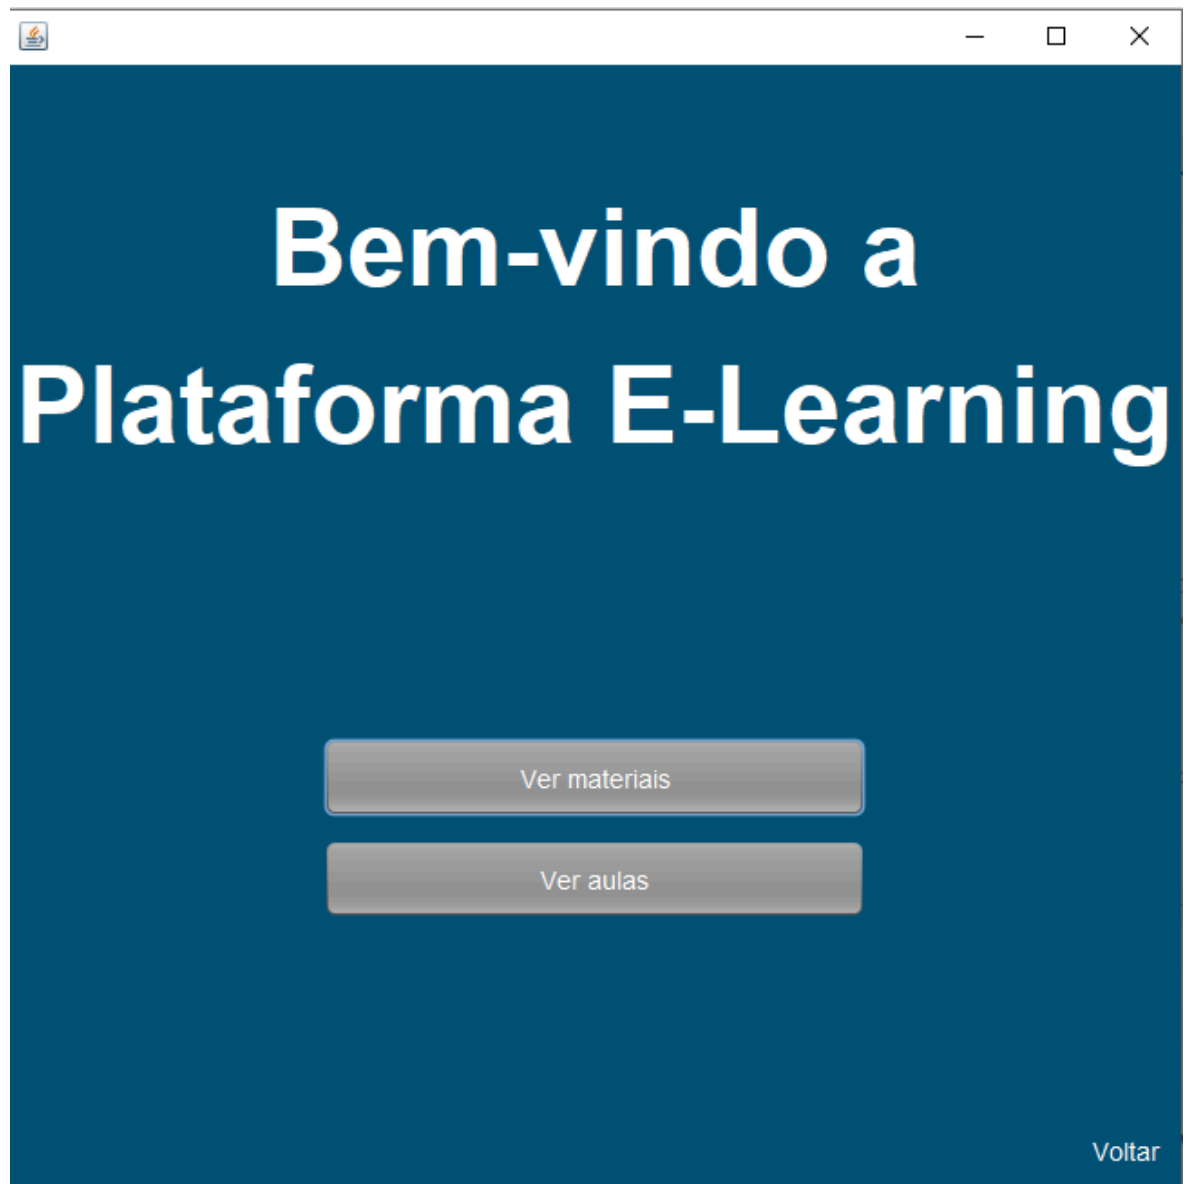 Bem-vindo a
Plataforma E-Learning
Ver materiais
Ver aulas
Voltar